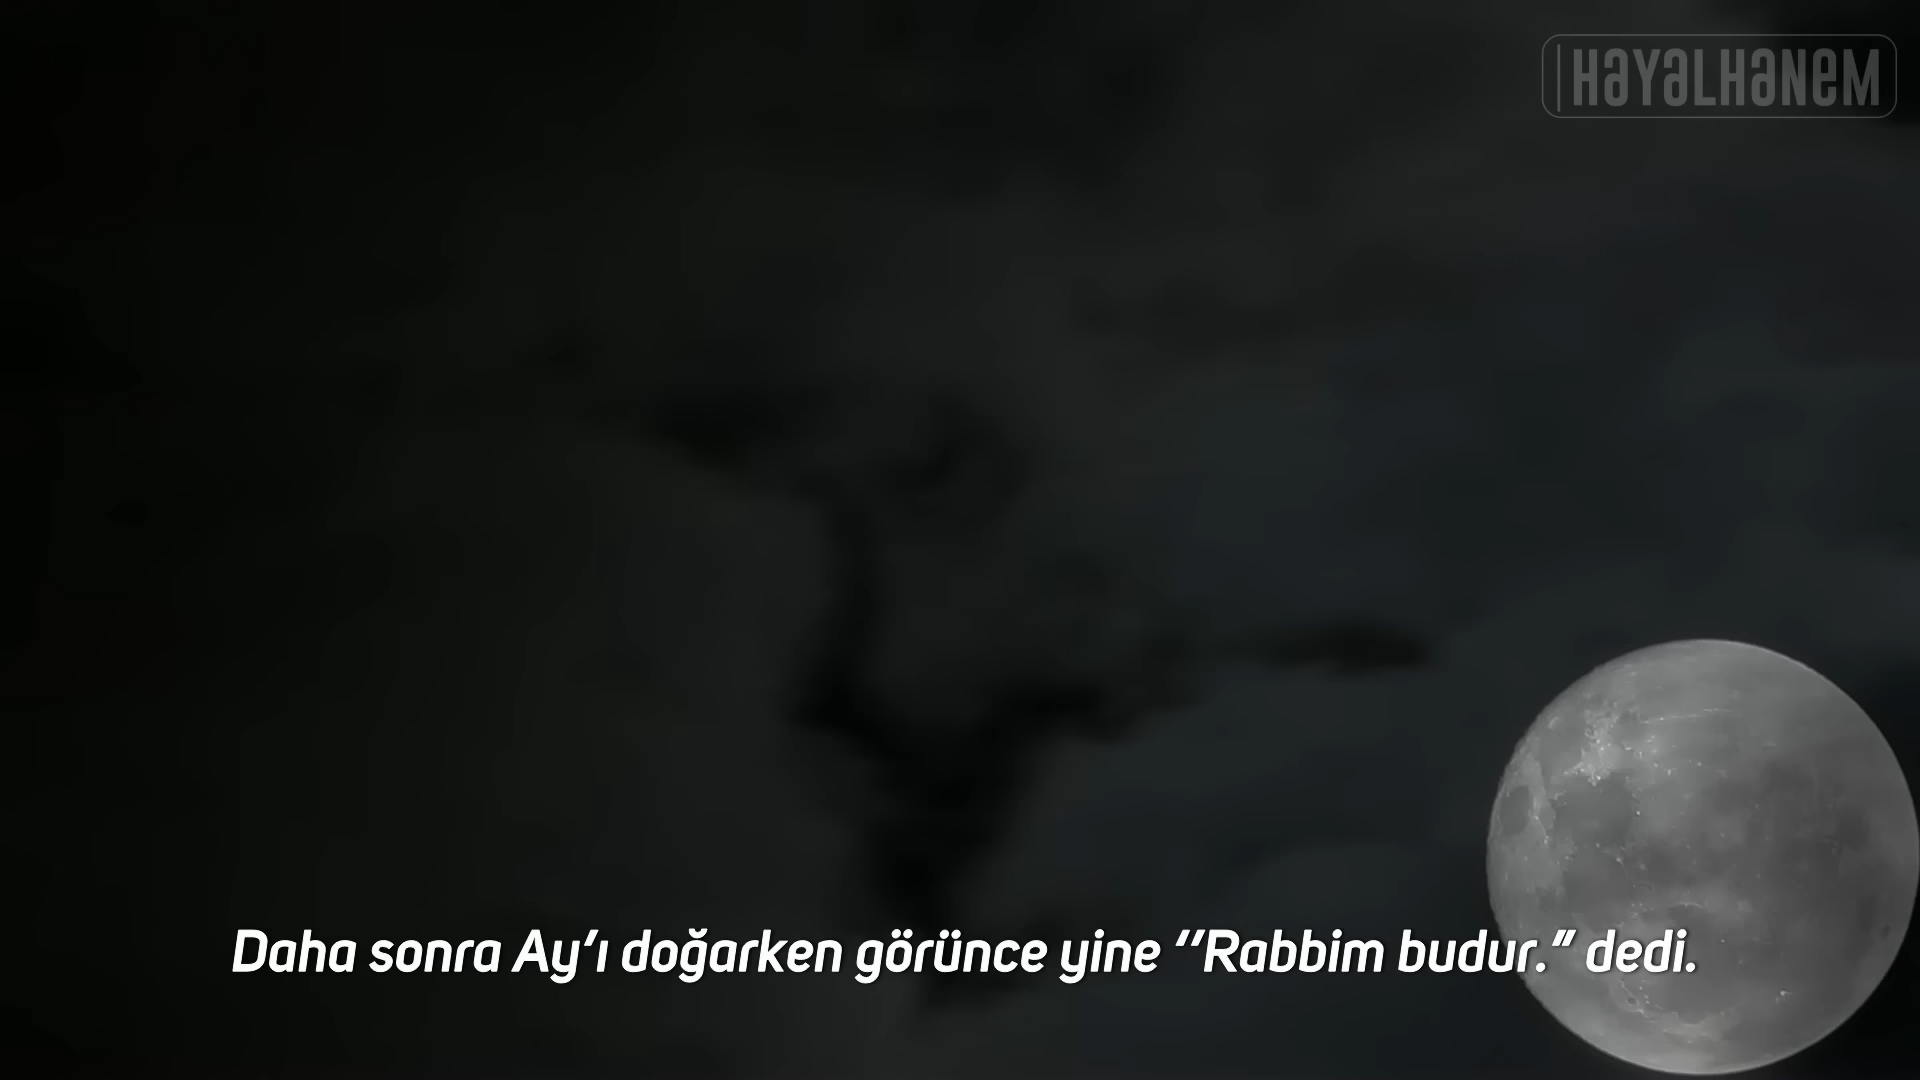 HAYALHANEM
Daha sonra Ay’ı doğarken görünce yine ‘’Rabbim budur.” dedi.